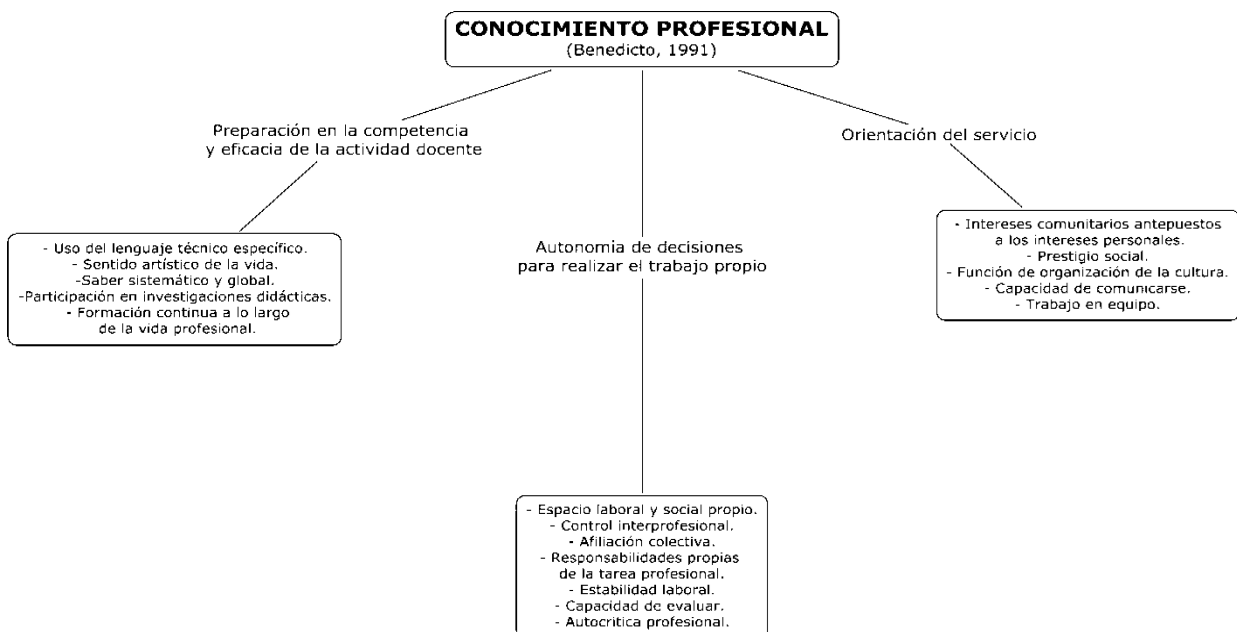 CONOCIMIENTO PROFESIONAL
(Benedicto, 1991)
Preparación en la competencia
y eficacia de la actividad docente
- Uso del lenguaje técnico específico.
- Sentido artístico de la vida.
-Saber sistemático y global.
-Participación en investigaciones didácticas.
- Formación continua a lo largo
de la vida profesional.
Autonomia de decisiones
para realizar el trabajo propio
- Espacio laboral y social propio.
- Control interprofesional.
- Afiliación colectiva.
- Responsabilidades propias
de la tarea profesional.
- Estabilidad laboral.
- Capacidad de evaluar.
- Autocritica profesional.
Orientación del servicio
- Intereses comunitarios antepuestos
a los intereses personales.
- Prestigio social.
- Función de organización de la cultura.
- Capacidad de comunicarse.
- Trabajo en equipo.